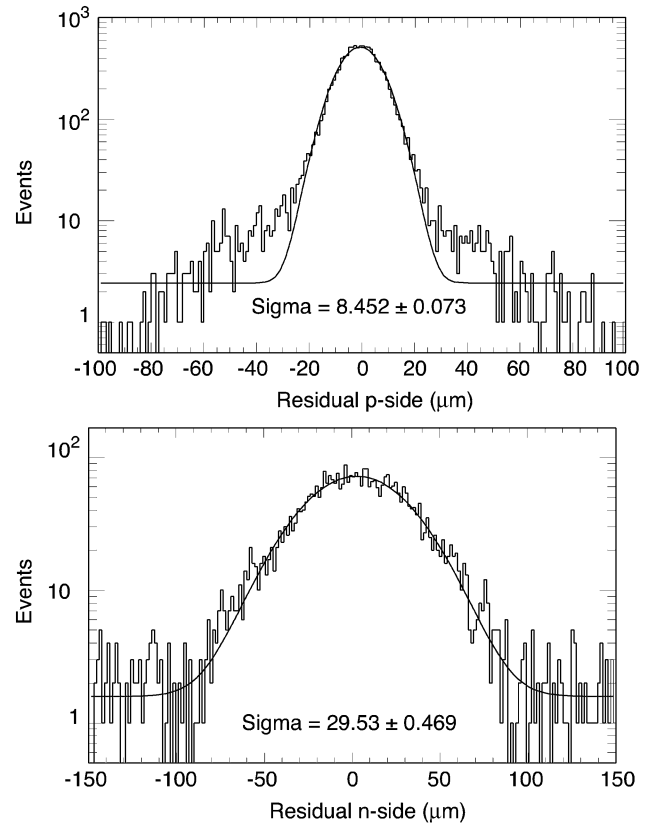 10³
10²
10
1
Events
Sigma = 8.452 ± 0.073
-100 -80 -60 -40 -20 0 20 40 60 80 100
Residual p-side (μm)
10²
10
1
Events
Sigma = 29.53 ± 0.469
-150 -100 -50 0 50 100 150
Residual n-side (μm)